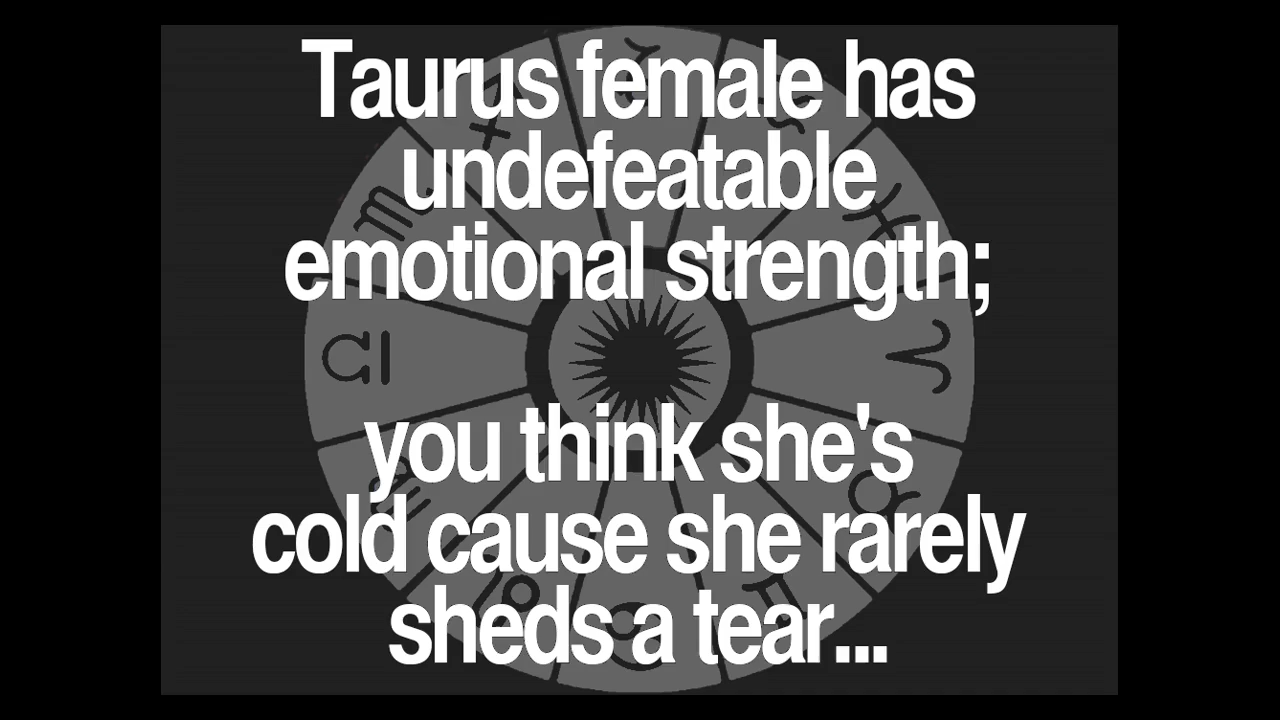 Taurus female has
undefeatable
emotional strength;
you think she's
cold cause she rarely
sheds a tear...